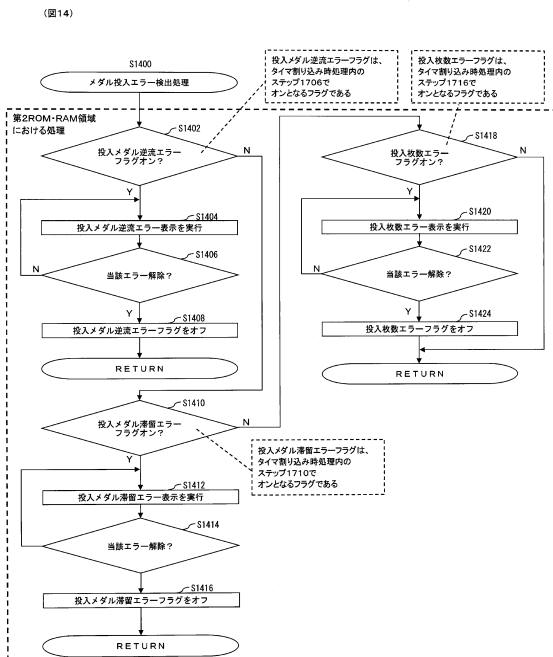 (図14)
S1400
メダル投入エラー検出処理
投入メダル逆流エラーフラグは、
タイマ割り込み時処理内の
ステップ1706で
オンとなるフラグである
投入枚数エラーフラグは、
タイマ割り込み時処理内の
ステップ1716で
オンとなるフラグである
第2ROM・RAM領域
における処理
S1402
投入メダル逆流エラー
フラグオン?
N
Y
S1404
投入メダル逆流エラー表示を実行
S1406
当該エラー解除?
N
Y
S1408
投入メダル逆流エラーフラグをオフ
RETURN
S1410
投入メダル滞留エラー
フラグオン?
N
Y
投入メダル滞留エラーフラグは、
タイマ割り込み時処理内の
ステップ1710で
オンとなるフラグである
S1412
投入メダル滞留エラー表示を実行
S1414
当該エラー解除?
N
Y
S1416
投入メダル滞留エラーフラグをオフ
RETURN
S1418
投入枚数エラー
フラグオン?
N
Y
S1420
投入枚数エラー表示を実行
S1422
当該エラー解除?
N
Y
S1424
投入枚数エラーフラグをオフ
RETURN